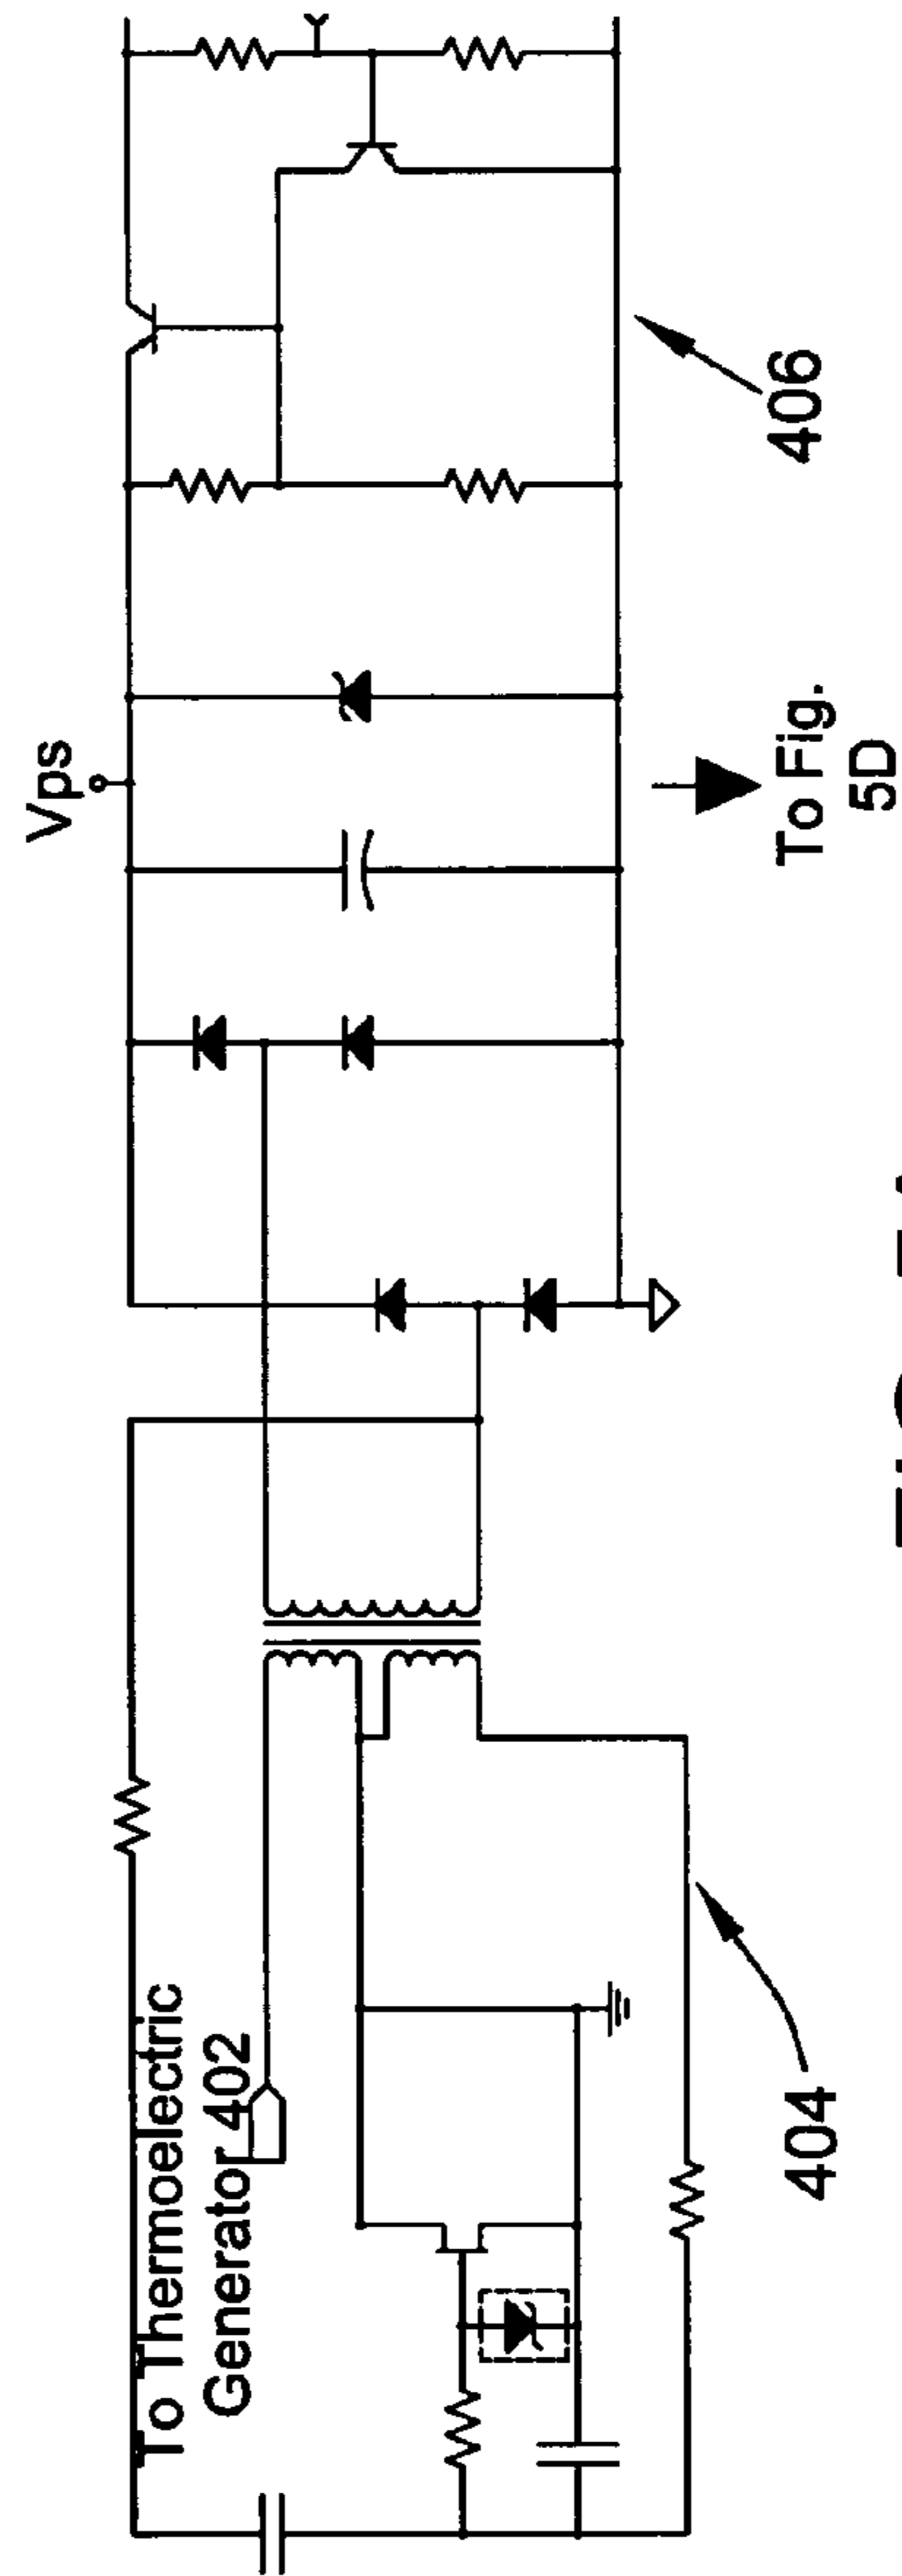 Vps
To Thermoelectric
Generator 402
406
To Fig.
5D
404